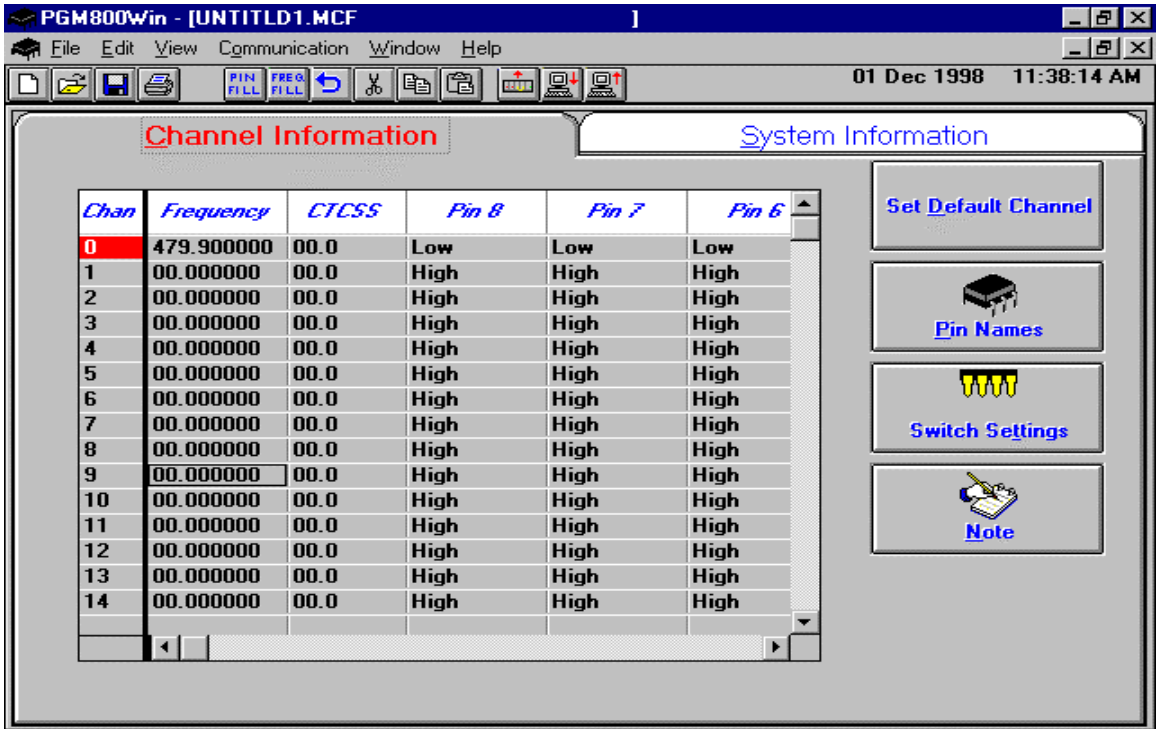 PGM800Win - [UNTITLD1.MCF ]
File Edit View Communication Window Help
PIN FILL FREQ FILL 01 Dec 1998 11:38:14 AM
Channel Information System Information
Chan Frequency CTCSS Pin 8 Pin 7 Pin 6
0 479.900000 00.0 Low Low Low
1 00.000000 00.0 High High High
2 00.000000 00.0 High High High
3 00.000000 00.0 High High High
4 00.000000 00.0 High High High
5 00.000000 00.0 High High High
6 00.000000 00.0 High High High
7 00.000000 00.0 High High High
8 00.000000 00.0 High High High
9 00.000000 00.0 High High High
10 00.000000 00.0 High High High
11 00.000000 00.0 High High High
12 00.000000 00.0 High High High
13 00.000000 00.0 High High High
14 00.000000 00.0 High High High
Set Default Channel
Pin Names
Switch Settings
Note